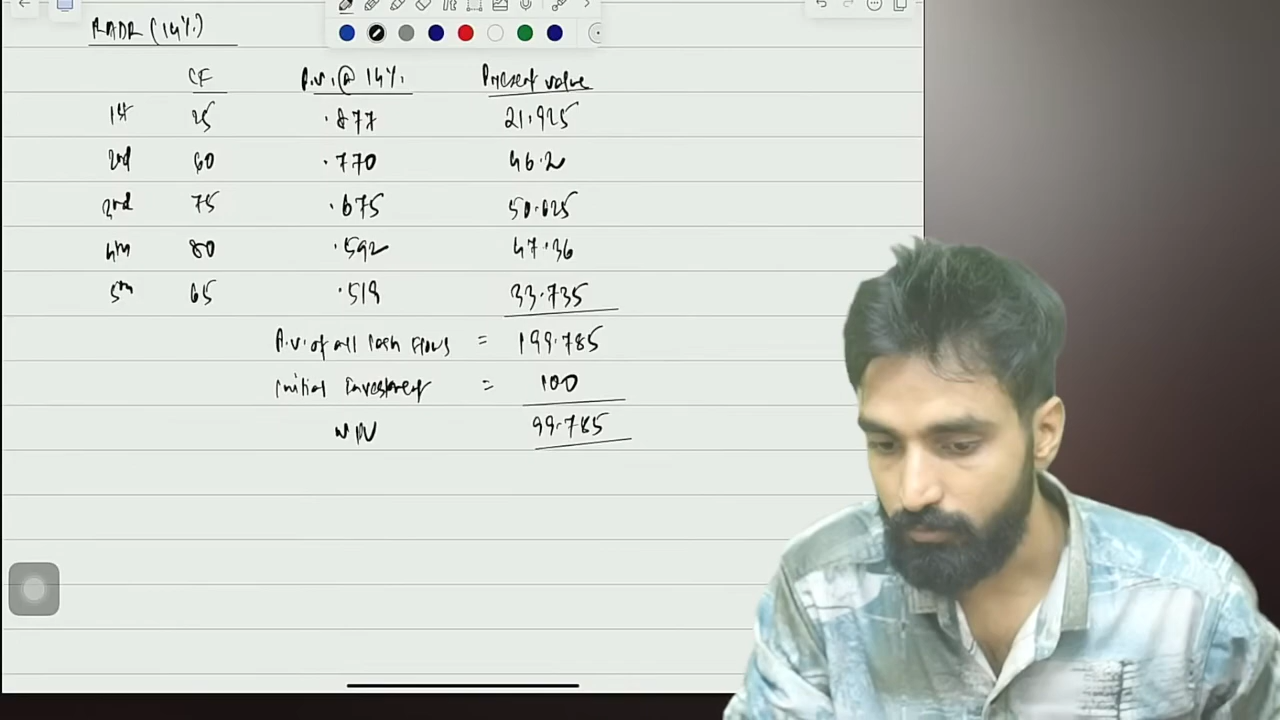 RADR (14%)
CF P.V.@ 14% Present value
1st 25 .877 21.925
2nd 60 .770 46.2
3rd 75 .675 50.625
4th 80 .592 47.36
5th 65 .519 33.735
P.V. of all Cash Flows = 199.785
Initial Investment = 100
NPV 99.785